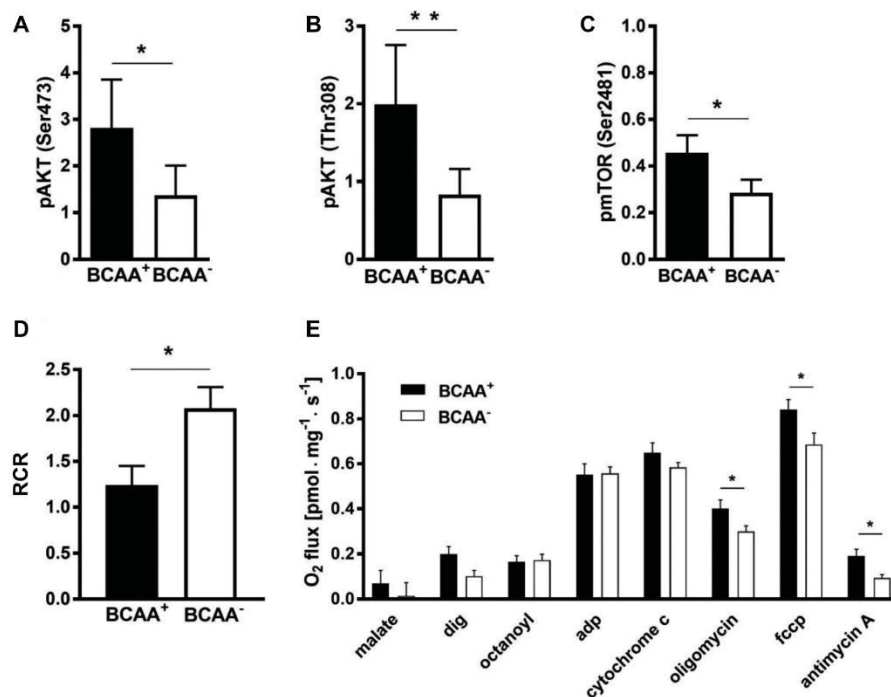 A
pAKT (Ser473)
5
4
3
2
1
0
*
BCAA⁺ BCAA⁻
B
pAKT (Thr308)
3
2
1
0
* *
BCAA⁺ BCAA⁻
C
pmTOR (Ser2481)
1.0
0.8
0.6
0.4
0.2
0.0
*
BCAA⁺ BCAA⁻
D
RCR
2.5
2.0
1.5
1.0
0.5
0.0
*
BCAA⁺ BCAA⁻
E
O₂ flux [pmol · mg⁻¹ · s⁻¹]
1.0
0.8
0.6
0.4
0.2
0.0
BCAA⁺
BCAA⁻
*
*
*
malate
dig
octanoyl
adp
cytochrome c
oligomycin
fccp
antimycin A